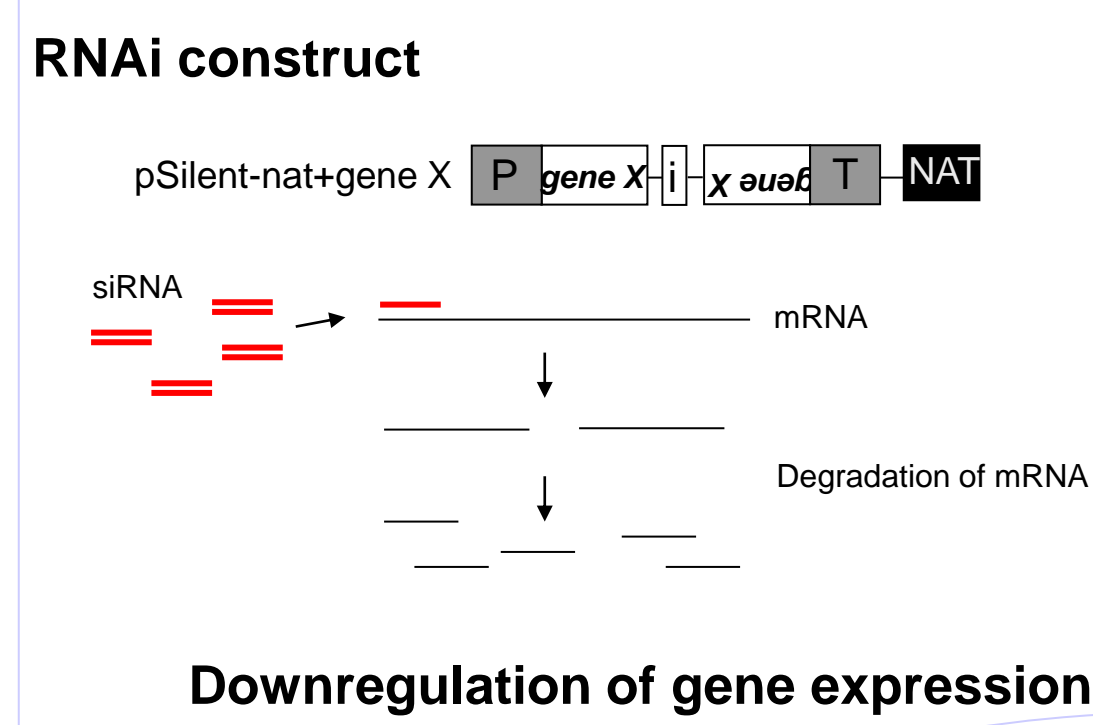 RNAi construct
pSilent-nat+gene X P gene X i gene X T NAT
siRNA
mRNA
Degradation of mRNA
Downregulation of gene expression